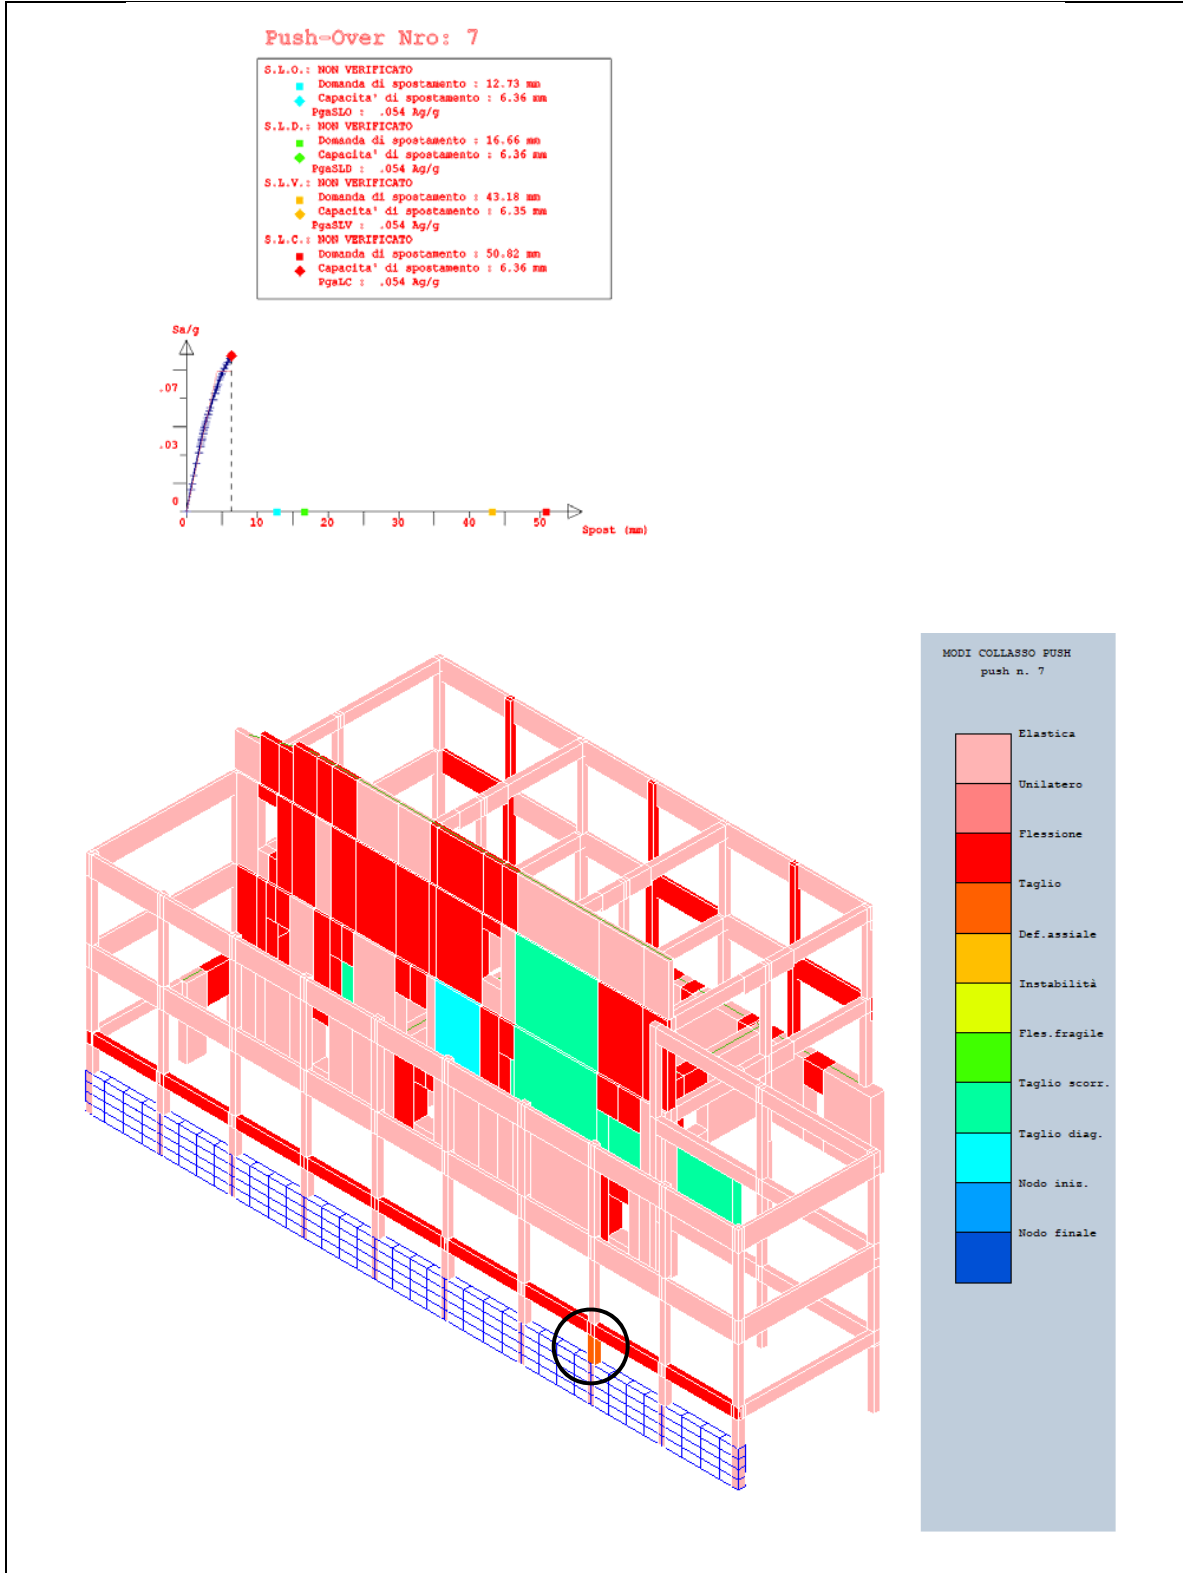 Push-Over Nro: 7
S.L.O.: NON VERIFICATO
Domanda di spostamento : 12.73 mm
Capacita' di spostamento : 6.36 mm
PgaSLO : .054 Ag/g
S.L.D.: NON VERIFICATO
Domanda di spostamento : 16.66 mm
Capacita' di spostamento : 6.36 mm
PgaSLD : .054 Ag/g
S.L.V.: NON VERIFICATO
Domanda di spostamento : 43.18 mm
Capacita' di spostamento : 6.35 mm
PgaSLV : .054 Ag/g
S.L.C.: NON VERIFICATO
Domanda di spostamento : 50.82 mm
Capacita' di spostamento : 6.36 mm
PgaLC : .054 Ag/g
Sa/g
.07
.03
0
0 10 20 30 40 50
Spost (mm)
MODI COLLASSO PUSH
push n. 7
Elastica
Unilatero
Flessione
Taglio
Def.assiale
Instabilità
Fles.fragile
Taglio scorr.
Taglio diag.
Nodo iniz.
Nodo finale